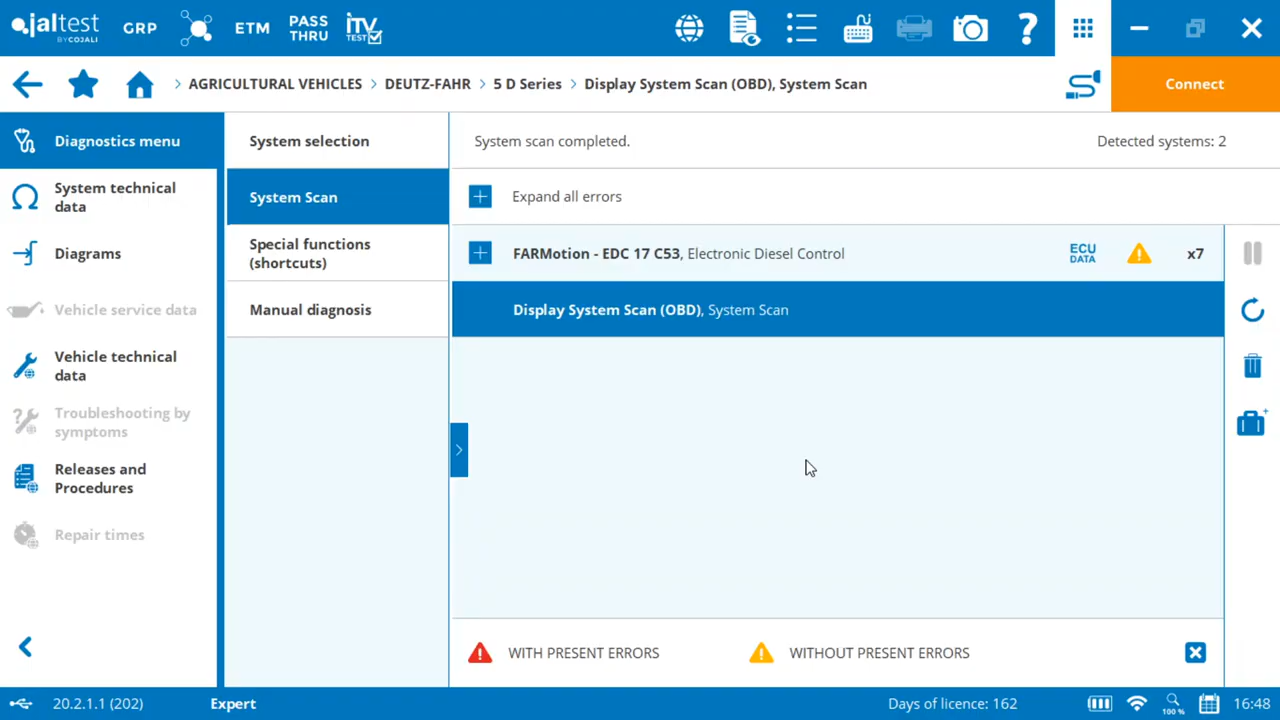 jaltest
BY COJALI
GRP
ETM
PASS
THRU
iTV
TEST
AGRICULTURAL VEHICLES > DEUTZ-FAHR > 5 D Series > Display System Scan (OBD), System Scan
Connect
Diagnostics menu
System technical
data
Diagrams
Vehicle service data
Vehicle technical
data
Troubleshooting by
symptoms
Releases and
Procedures
Repair times
System selection
System Scan
Special functions
(shortcuts)
Manual diagnosis
System scan completed.
Detected systems: 2
Expand all errors
FARMotion - EDC 17 C53, Electronic Diesel Control
ECU
DATA
x7
Display System Scan (OBD), System Scan
WITH PRESENT ERRORS
WITHOUT PRESENT ERRORS
20.2.1.1 (202)
Expert
Days of licence: 162
100 %
16:48